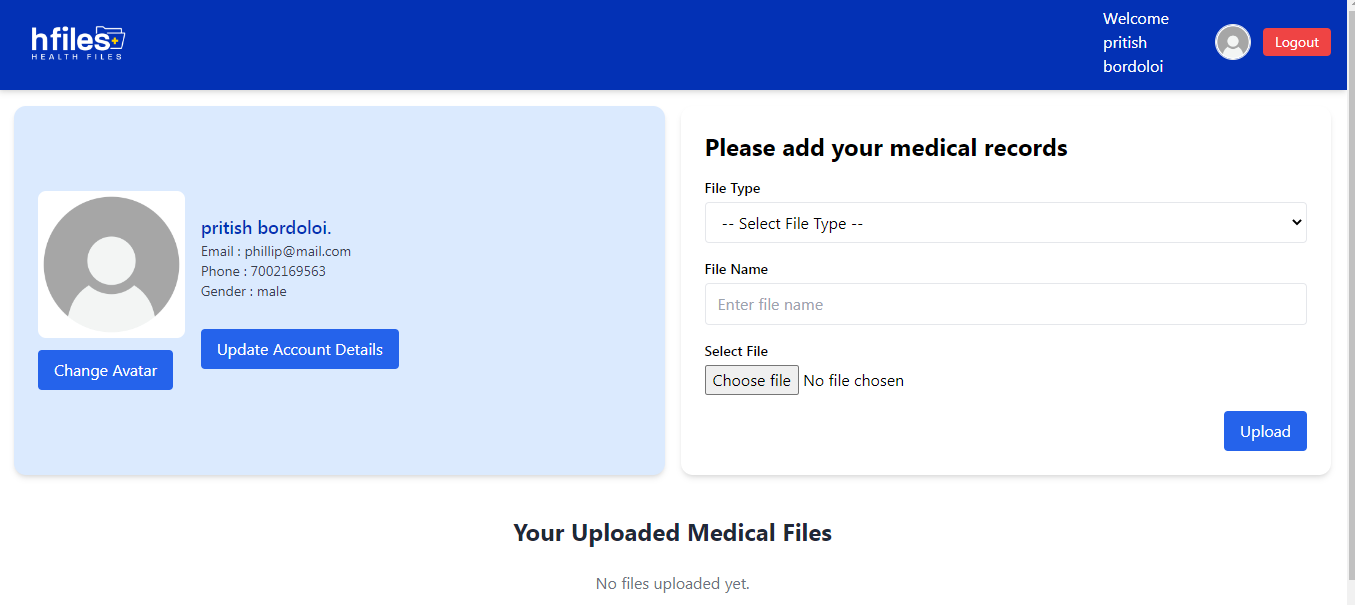 hfiles
HEALTH FILES
Welcome
pritish
bordoloi
Logout
pritish bordoloi.
Email : phillip@mail.com
Phone : 7002169563
Gender : male
Update Account Details
Change Avatar
Please add your medical records
File Type
-- Select File Type --
File Name
Enter file name
Select File
Choose file No file chosen
Upload
Your Uploaded Medical Files
No files uploaded yet.